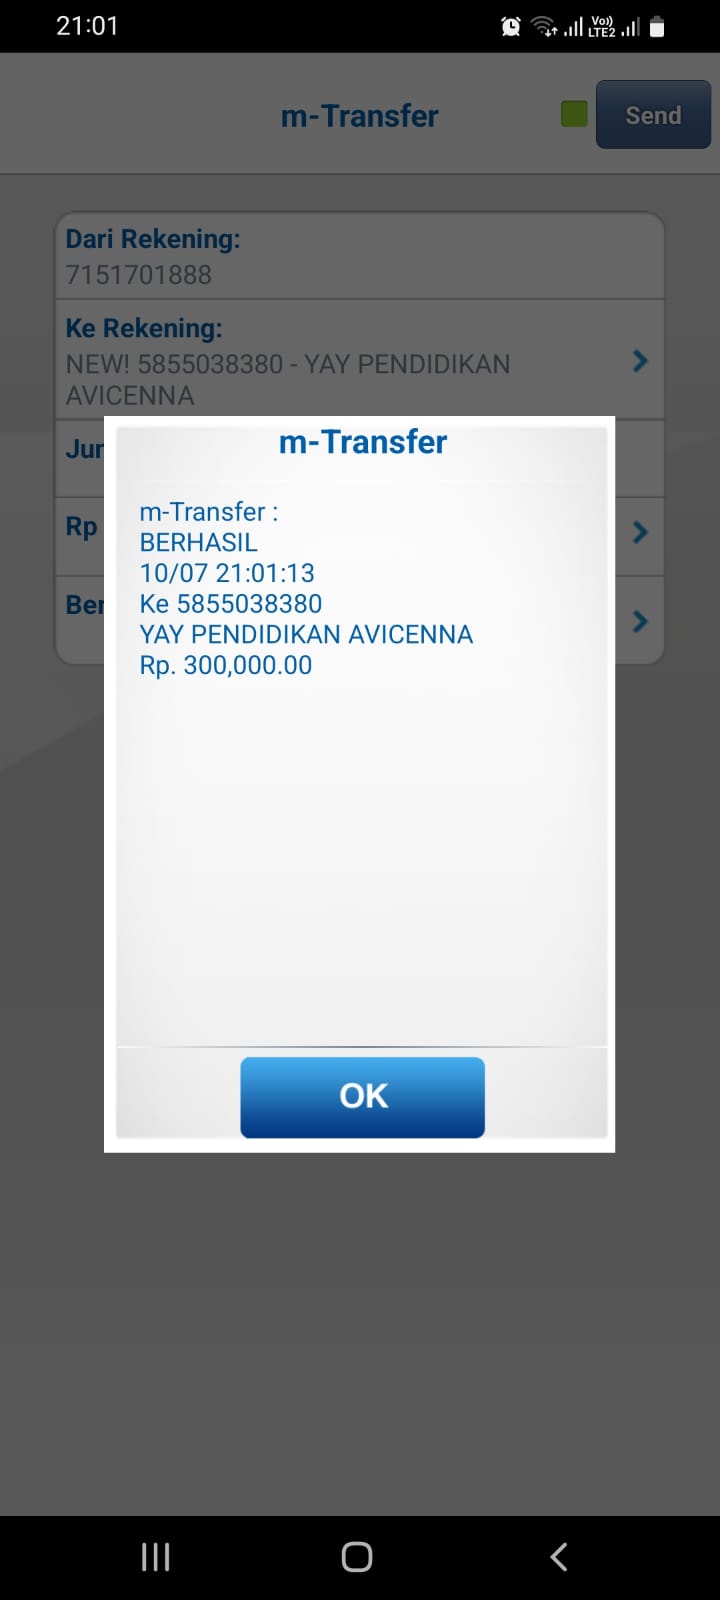 21:01
Vo))
LTE2
m-Transfer
Send
Dari Rekening:
7151701888
Ke Rekening:
NEW! 5855038380 - YAY PENDIDIKAN
AVICENNA
Jur
Rp
Ber
m-Transfer
m-Transfer :
BERHASIL
10/07 21:01:13
Ke 5855038380
YAY PENDIDIKAN AVICENNA
Rp. 300,000.00
OK